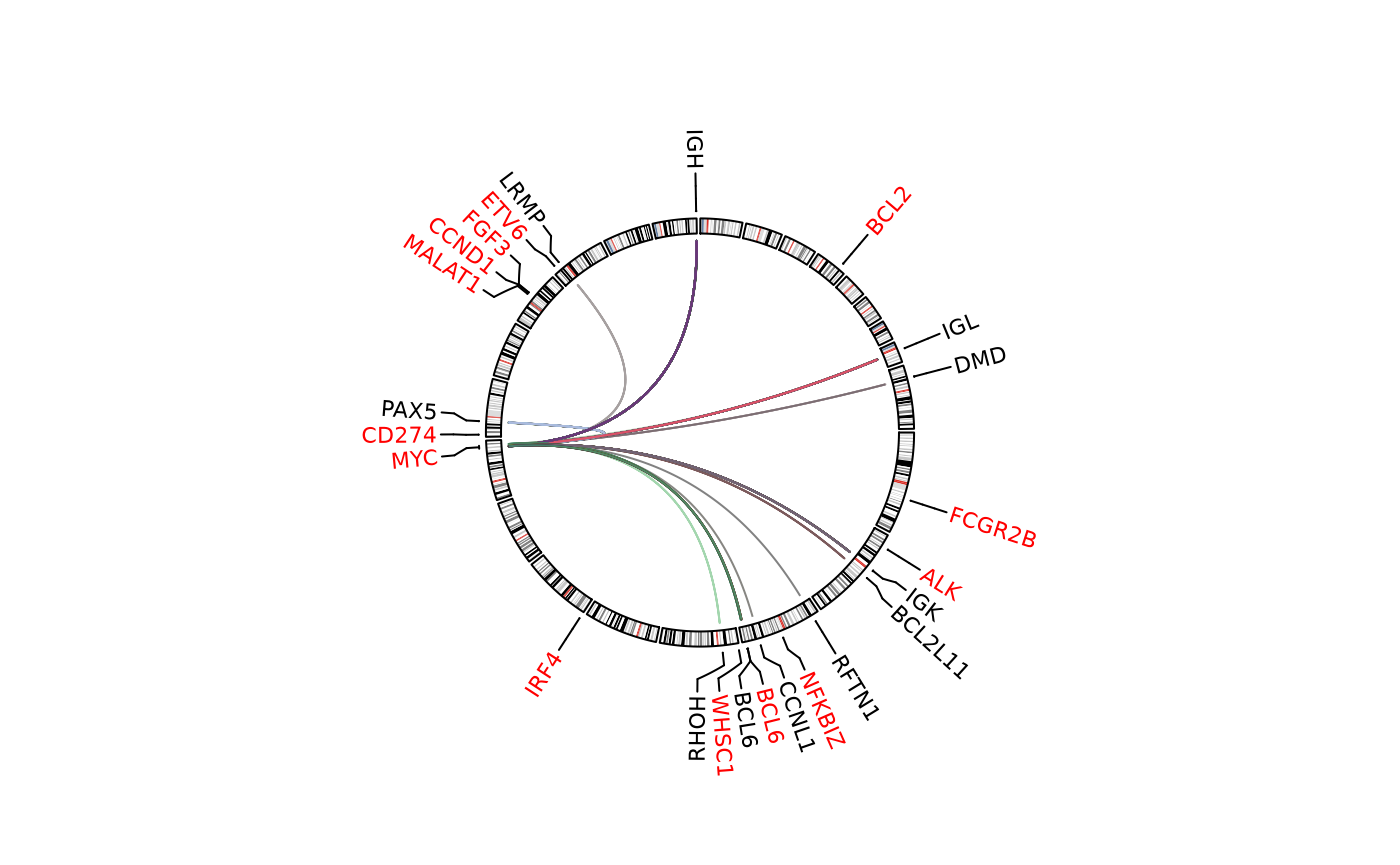 IGH
BCL2
IGL
DMD
FCGR2B
ALK
IGK
BCL2L11
RFTN1
NFKBIZ
CCNL1
BCL6
BCL6
WHSC1
RHOH
IRF4
MYC
CD274
PAX5
MALAT1
CCND1
FGF3
ETV6
LRMP